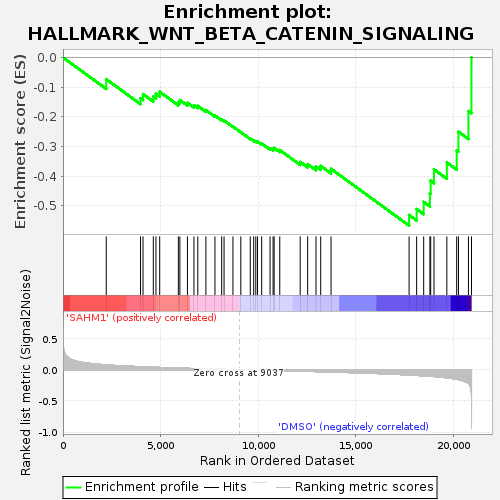 Enrichment plot:
HALLMARK_WNT_BETA_CATENIN_SIGNALING
Enrichment score (ES)
0.0
-0.1
-0.2
-0.3
-0.4
-0.5
'SAHM1' (positively correlated)
Ranked list metric (Signal2Noise)
0.5
0.0
-0.5
-1.0
Zero cross at 9037
'DMSO' (negatively correlated)
0
5,000
10,000
15,000
20,000
Rank in Ordered Dataset
Enrichment profile
Hits
Ranking metric scores